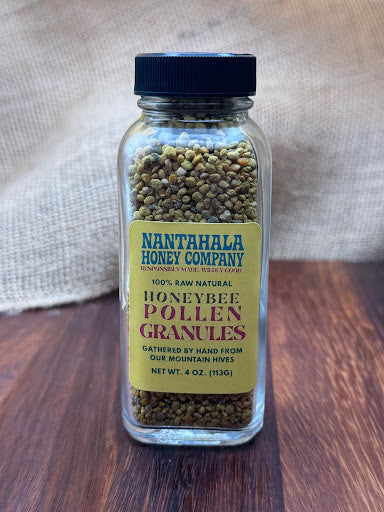 NANTAHALA
HONEY COMPANY
RESPONSIBLY MADE. WILDLY GOOD.
100% RAW NATURAL
HONEYBEE
POLLEN
GRANULES
GATHERED BY HAND FROM
OUR MOUNTAIN HIVES
NET WT. 4 OZ. (113G)